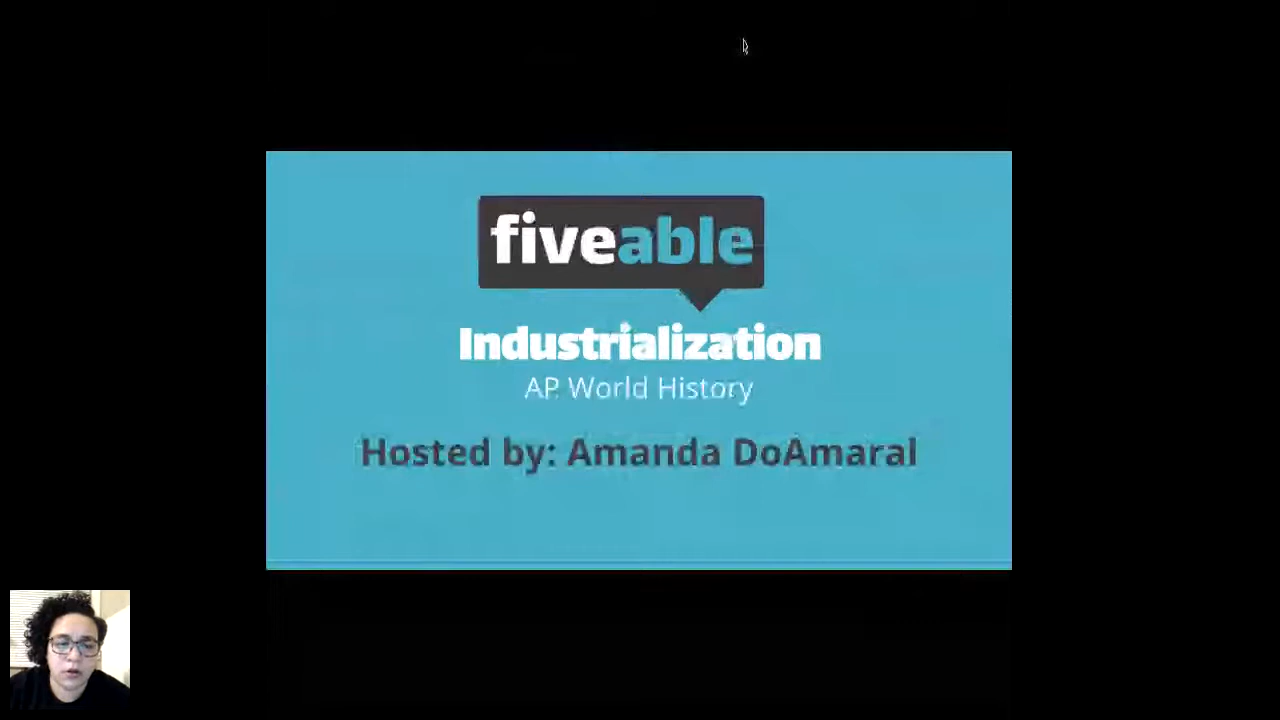 fiveable
Industrialization
AP World History
Hosted by: Amanda DoAmaral